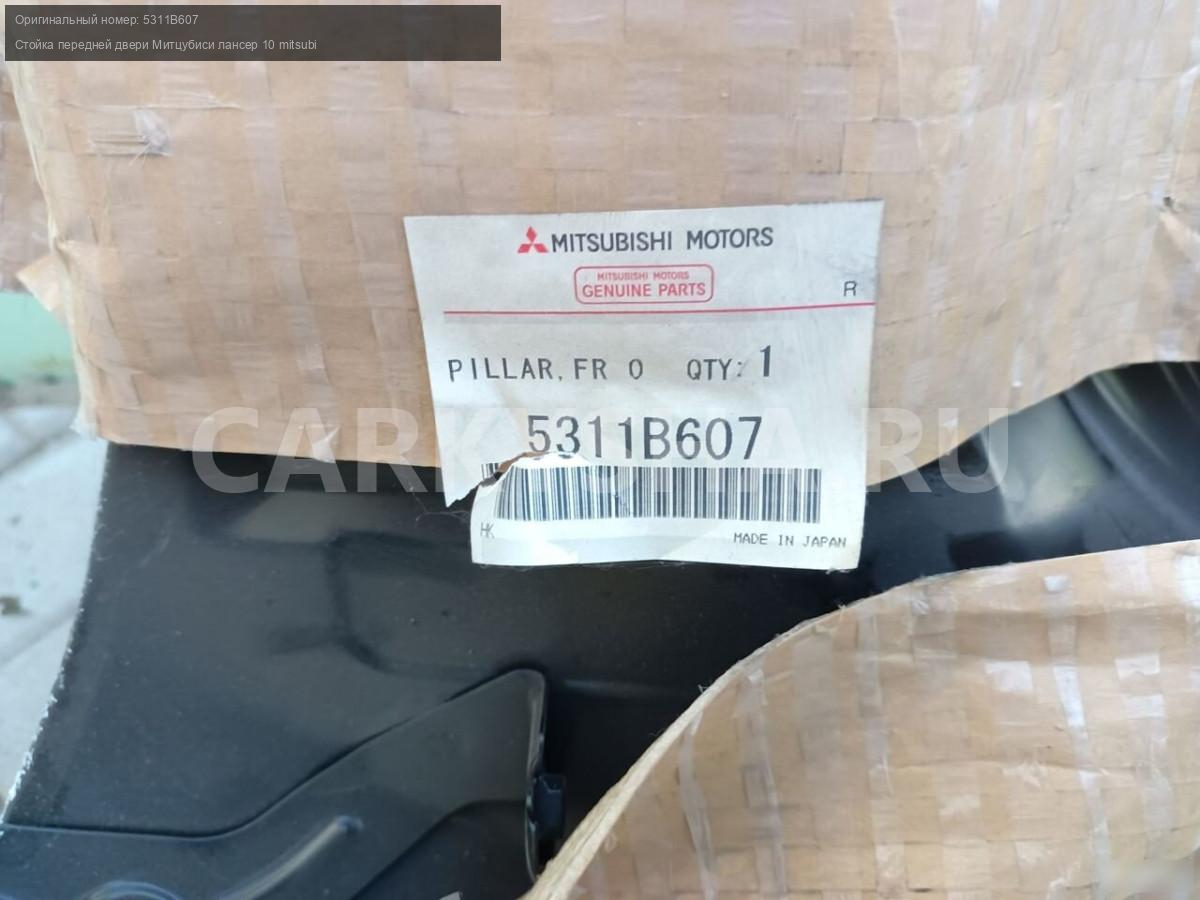 Оригинальный номер: 5311B607
Стойка передней двери Митцубиси лансер 10 mitsubi
MITSUBISHI MOTORS
MITSUBISHI MOTORS
GENUINE PARTS
R
PILLAR, FR O QTY: 1
5311B607
HK
MADE IN JAPAN